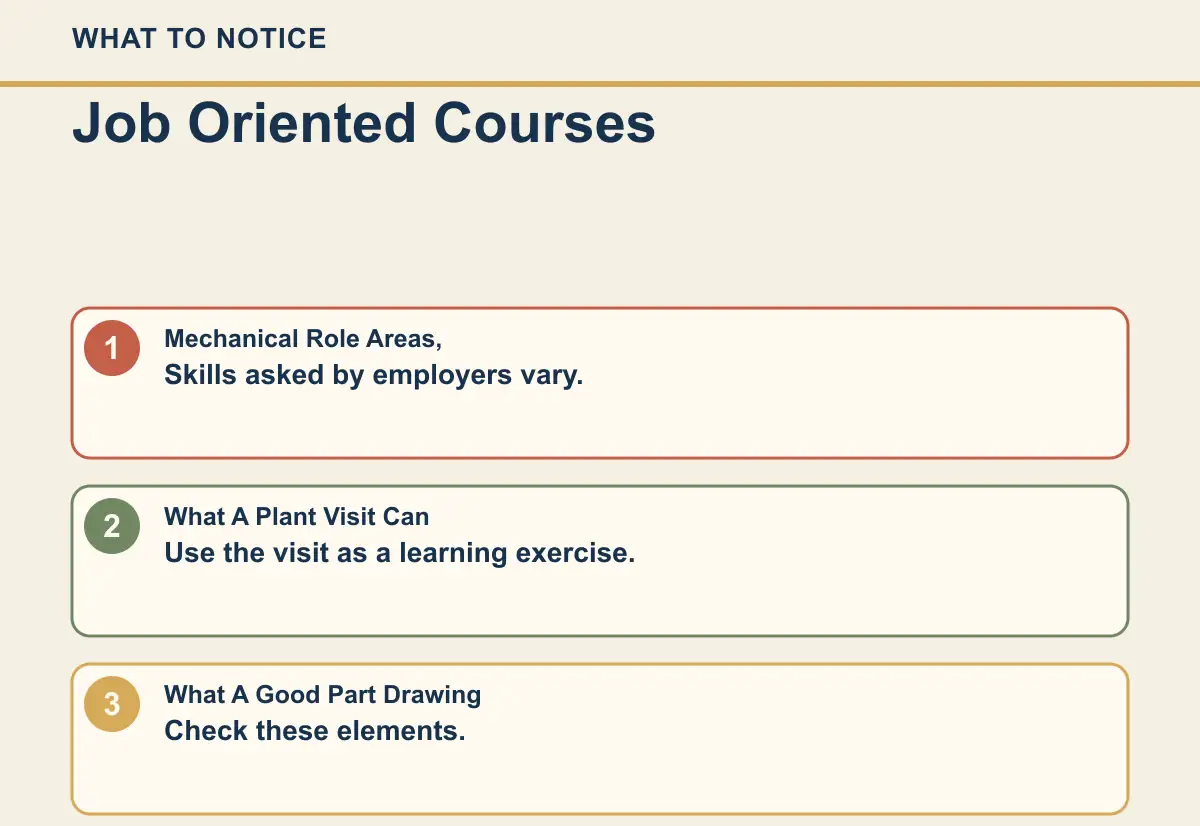 WHAT TO NOTICE
Job Oriented Courses
1
Mechanical Role Areas,
Skills asked by employers vary.
2
What A Plant Visit Can
Use the visit as a learning exercise.
3
What A Good Part Drawing
Check these elements.